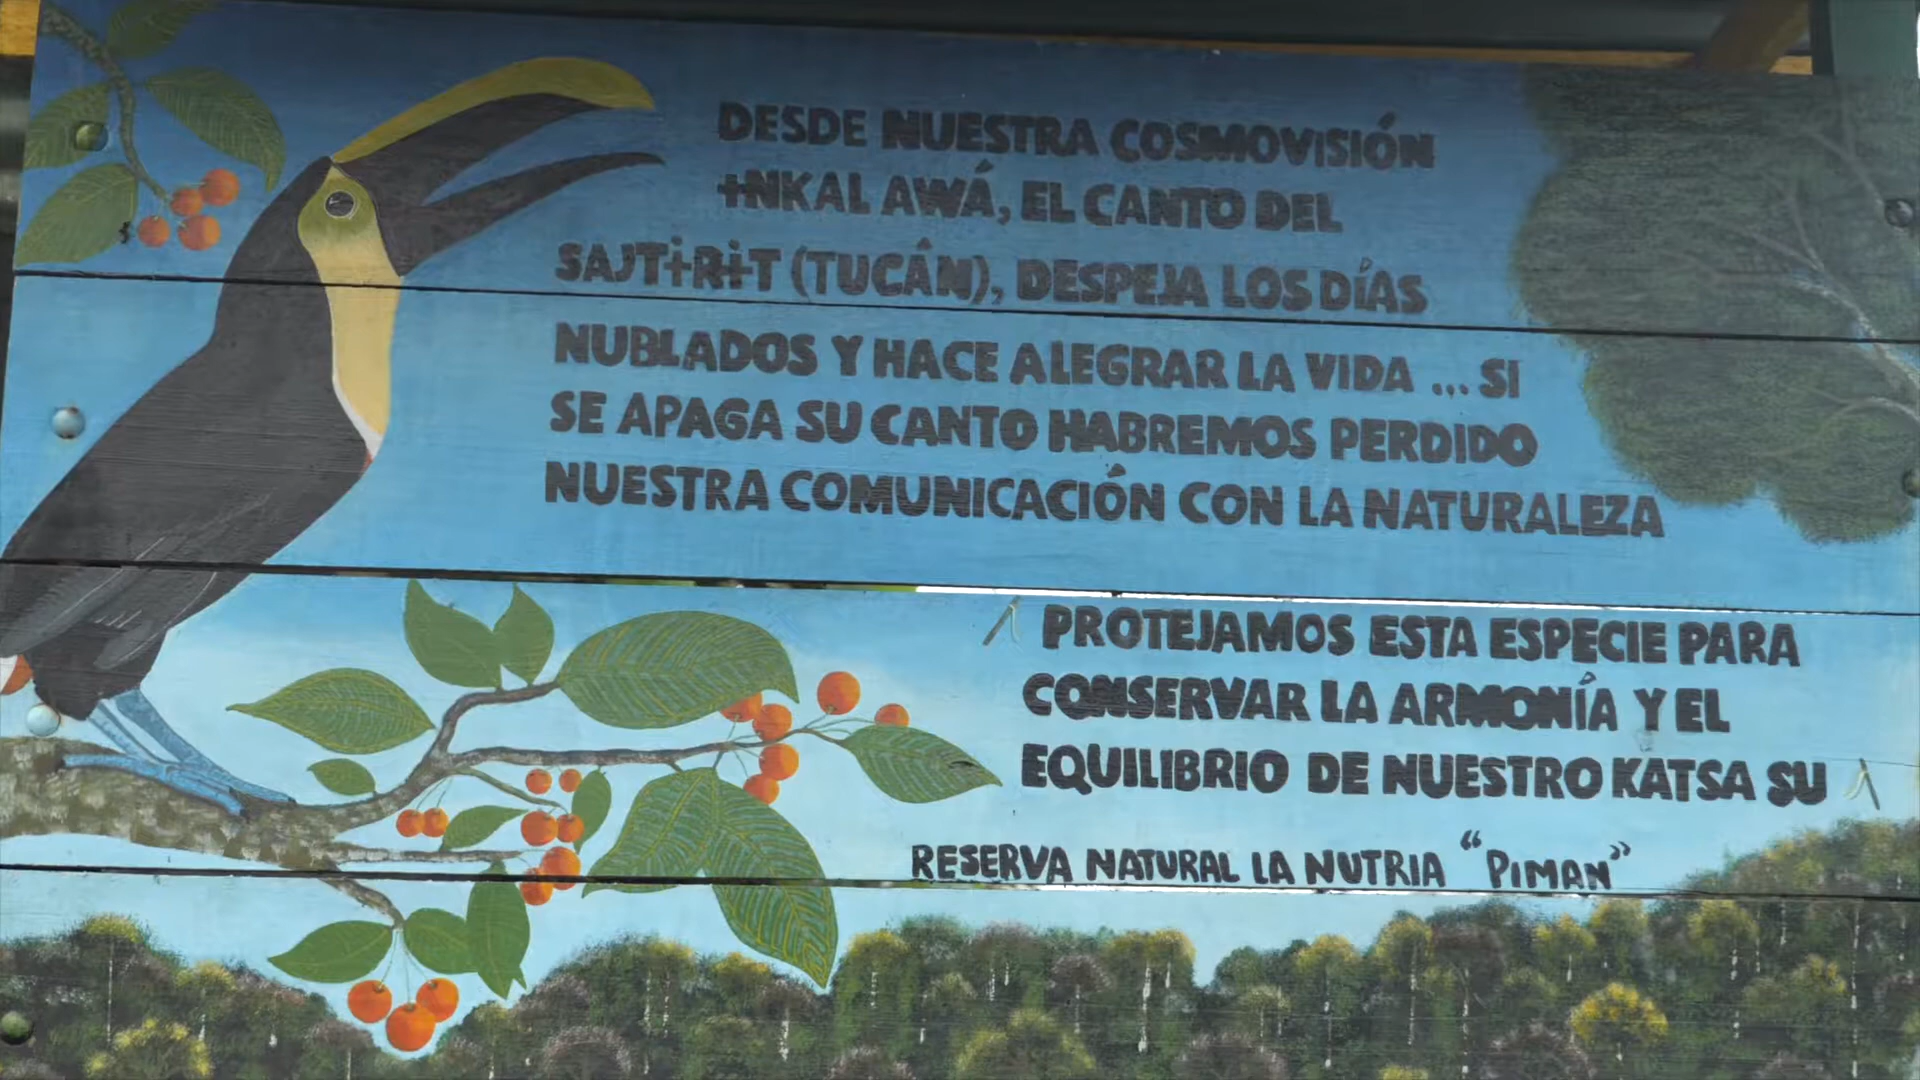 DESDE NUESTRA COSMOVISIÓN
+NKAL AWÁ, EL CANTO DEL
SAJT+R+T (TUCÁN), DESPEJA LOS DÍAS
NUBLADOS Y HACE ALEGRAR LA VIDA ... SI
SE APAGA SU CANTO HABREMOS PERDIDO
NUESTRA COMUNICACIÓN CON LA NATURALEZA
PROTEJAMOS ESTA ESPECIE PARA
CONSERVAR LA ARMONÍA Y EL
EQUILIBRIO DE NUESTRO KATSA SU
RESERVA NATURAL LA NUTRIA "PIMAN"